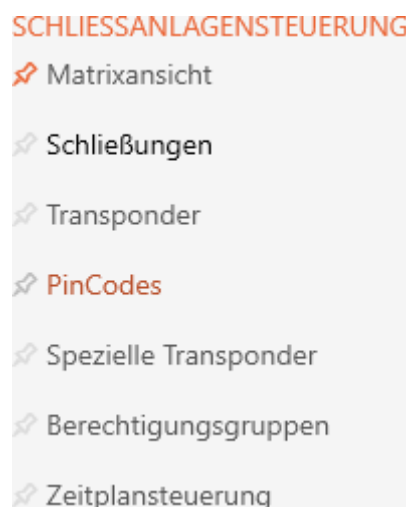 SCHLIESSANLAGENSTEUERUNG
Matrixansicht
Schließungen
Transponder
PinCodes
Spezielle Transponder
Berechtigungsgruppen
Zeitplansteuerung